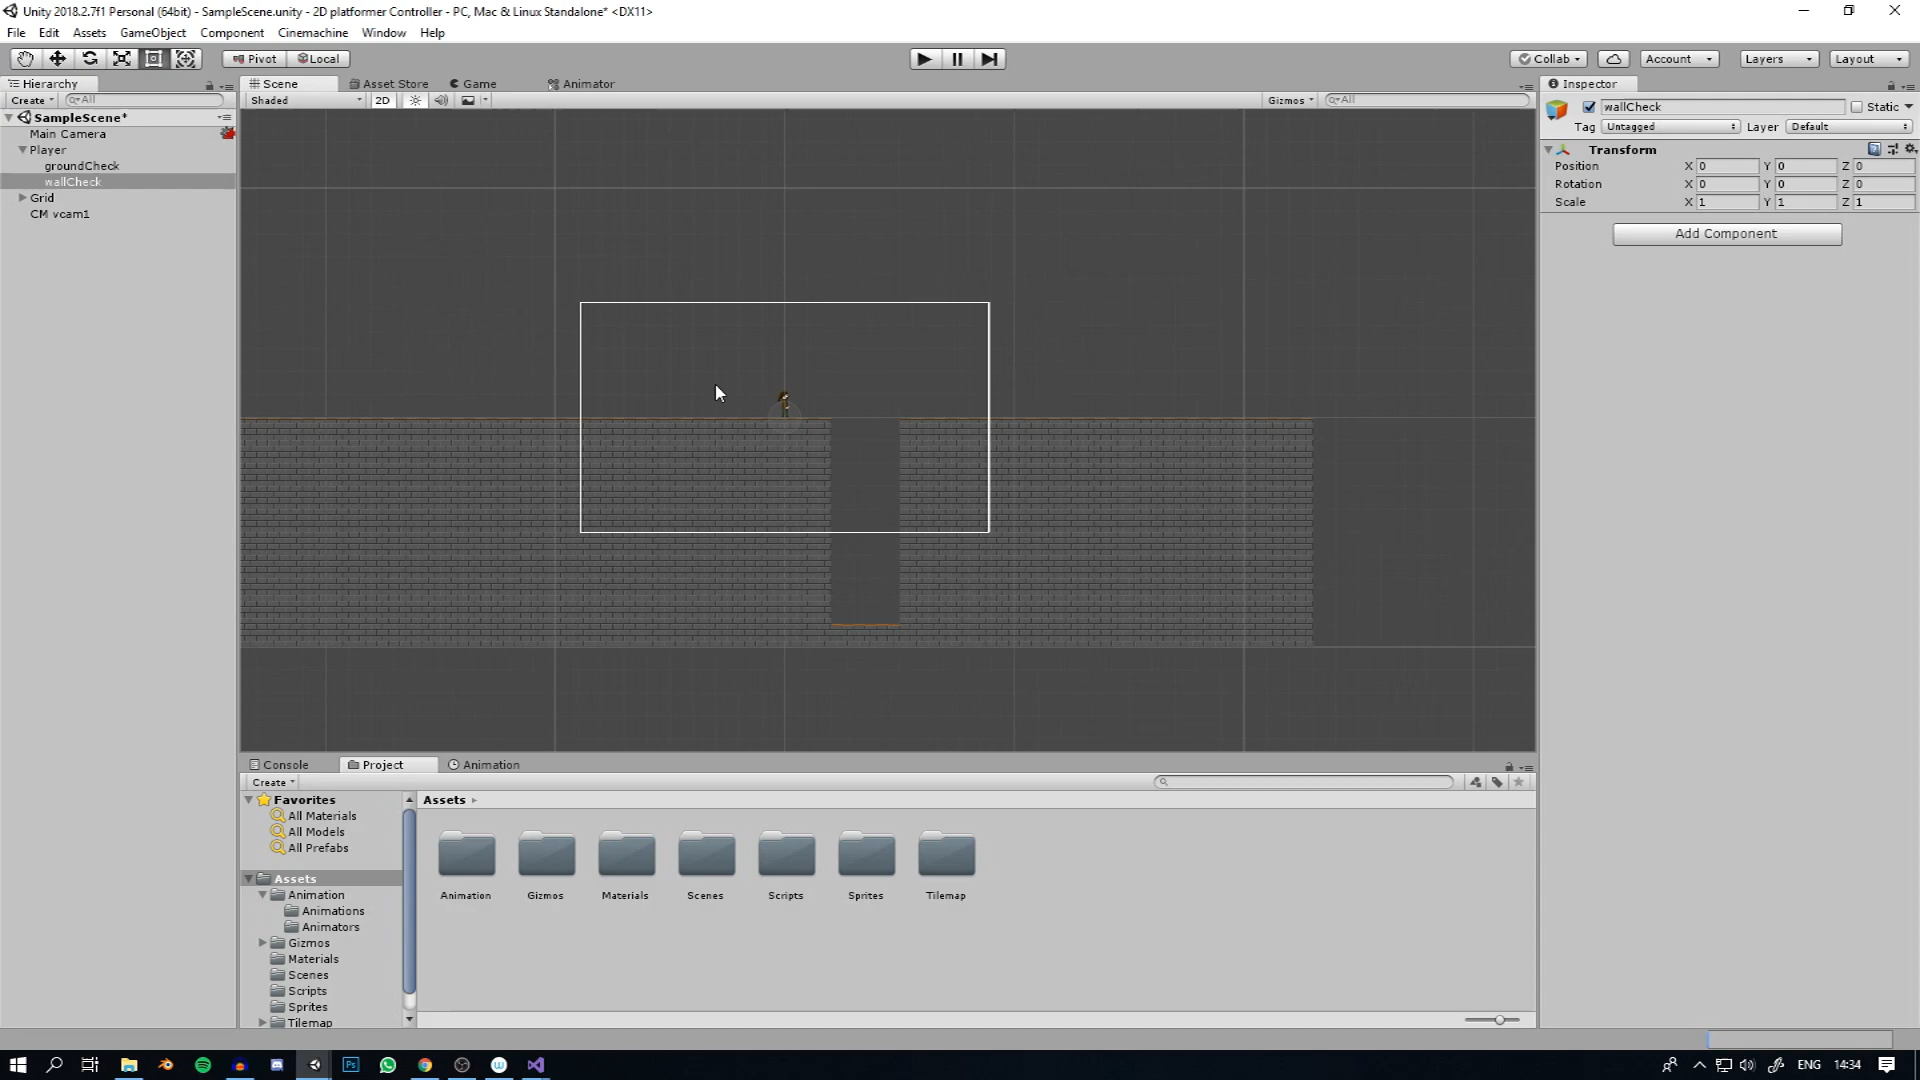 Unity 2018.2.7f1 Personal (64bit) - SampleScene.unity - 2D platformer Controller - PC, Mac & Linux Standalone* <DX11>
File Edit Assets GameObject Component Cinemachine Window Help
Pivot Local Collab Account Layers Layout
Hierarchy
Scene Asset Store Game Animator
Inspector
Create All
Shaded 2D Gizmos All
wallCheck Static
Tag Untagged Layer Default
SampleScene*
Main Camera
Player
groundCheck
wallCheck
Grid
CM vcam1
Transform
Position X 0 Y 0 Z 0
Rotation X 0 Y 0 Z 0
Scale X 1 Y 1 Z 1
Add Component
Console Project Animation
Create
Favorites
All Materials
All Models
All Prefabs
Assets
Animation
Animations
Animators
Gizmos
Materials
Scenes
Scripts
Sprites
Tilemap
Assets
Animation Gizmos Materials Scenes Scripts Sprites Tilemap
Ps
ENG 14:34